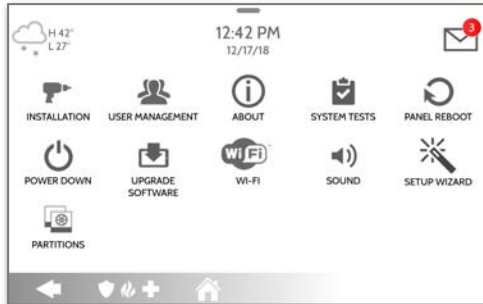 H 42°
L 27°
12:42 PM
12/17/18
3
INSTALLATION
USER MANAGEMENT
ABOUT
SYSTEM TESTS
PANEL REBOOT
POWER DOWN
UPGRADE
SOFTWARE
WiFi
WI-FI
SOUND
SETUP WIZARD
PARTITIONS